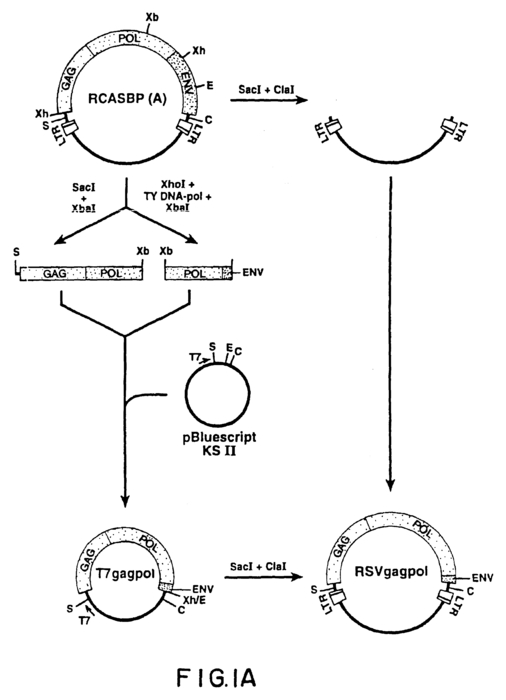 Xb
POL
Xh
GAG
ENV
E
RCASBP (A)
SacI + ClaI
Xh
S
C
LTR
LTR
LTR
LTR
SacI
+
XbaI
XhoI +
TY DNA-pol +
XbaI
S
Xb
Xb
GAG
POL
POL
ENV
S
E
C
T7
pBluescript
KS II
POL
GAG
T7gagpol
SacI + ClaI
ENV
Xh/E
C
S
T7
POL
GAG
RSVgagpol
ENV
S
C
LTR
LTR
FIG.1A